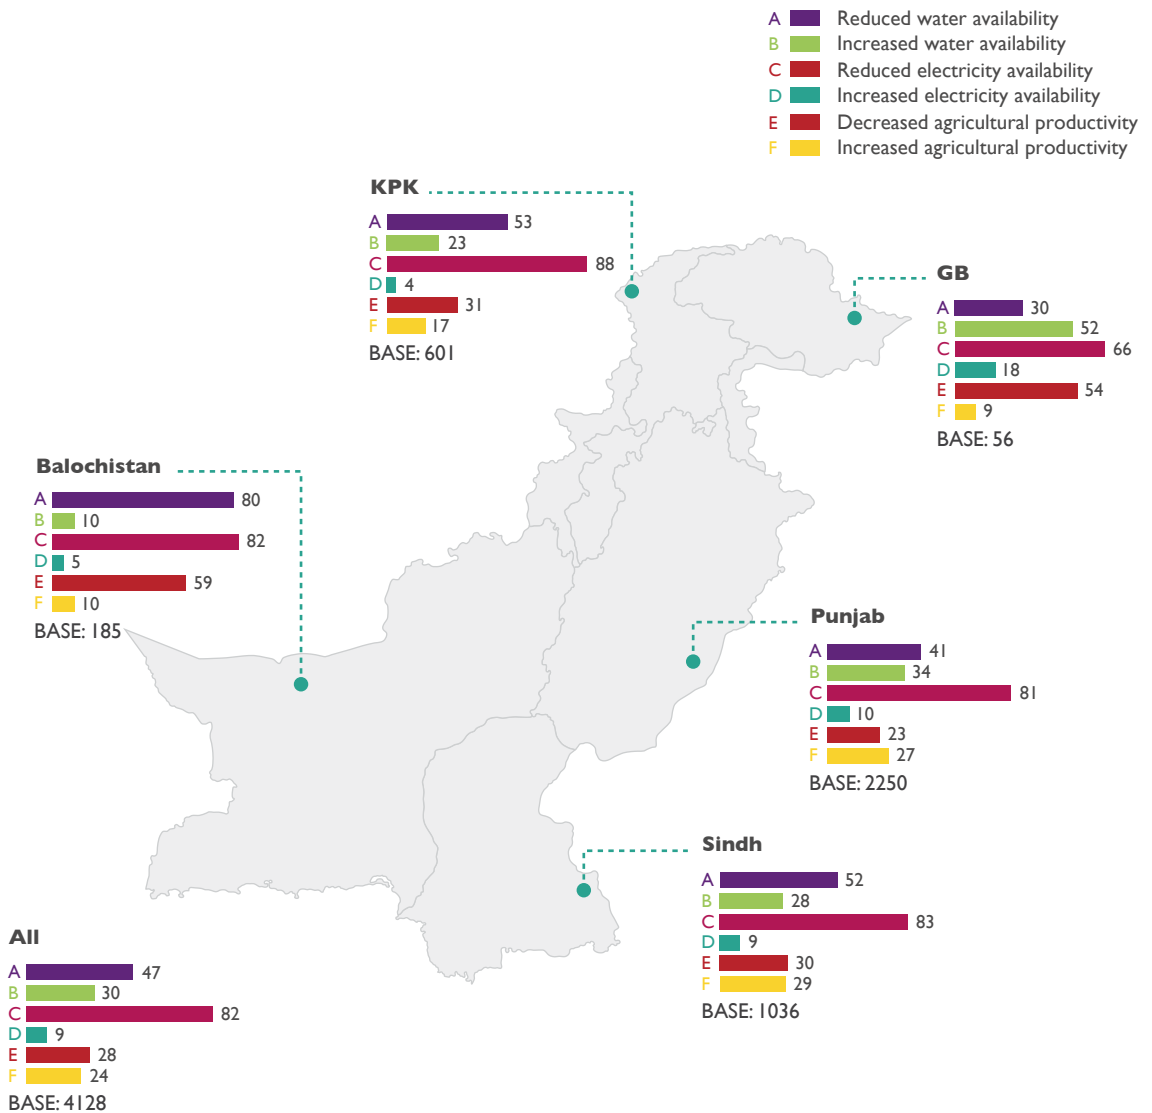 A Reduced water availability
B Increased water availability
C Reduced electricity availability
D Increased electricity availability
E Decreased agricultural productivity
F Increased agricultural productivity
KPK
A 53
B 23
C 88
D 4
E 31
F 17
BASE: 601
GB
A 30
B 52
C 66
D 18
E 54
F 9
BASE: 56
Balochistan
A 80
B 10
C 82
D 5
E 59
F 10
BASE: 185
Punjab
A 41
B 34
C 81
D 10
E 23
F 27
BASE: 2250
Sindh
A 52
B 28
C 83
D 9
E 30
F 29
BASE: 1036
All
A 47
B 30
C 82
D 9
E 28
F 24
BASE: 4128